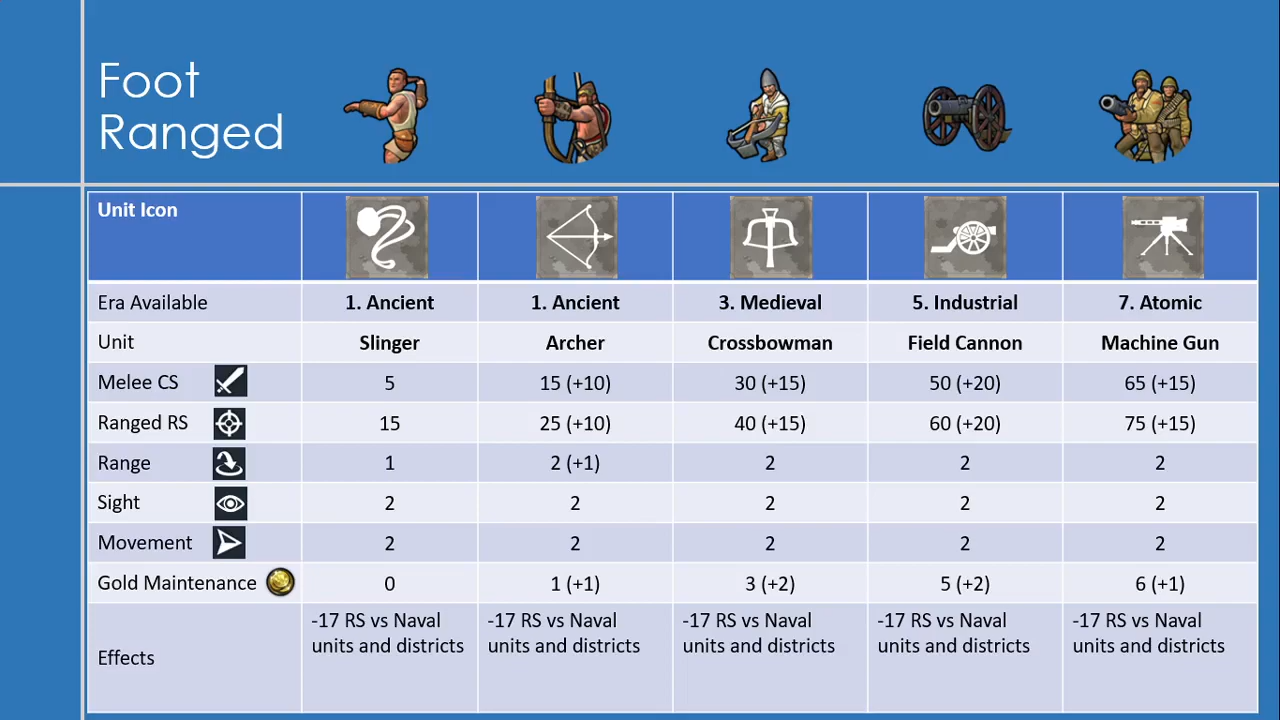 Foot
Ranged
Unit Icon
Era Available 1. Ancient 1. Ancient 3. Medieval 5. Industrial 7. Atomic
Unit Slinger Archer Crossbowman Field Cannon Machine Gun
Melee CS 5 15 (+10) 30 (+15) 50 (+20) 65 (+15)
Ranged RS 15 25 (+10) 40 (+15) 60 (+20) 75 (+15)
Range 1 2 (+1) 2 2 2
Sight 2 2 2 2 2
Movement 2 2 2 2 2
Gold Maintenance 0 1 (+1) 3 (+2) 5 (+2) 6 (+1)
Effects
-17 RS vs Naval
units and districts
-17 RS vs Naval
units and districts
-17 RS vs Naval
units and districts
-17 RS vs Naval
units and districts
-17 RS vs Naval
units and districts